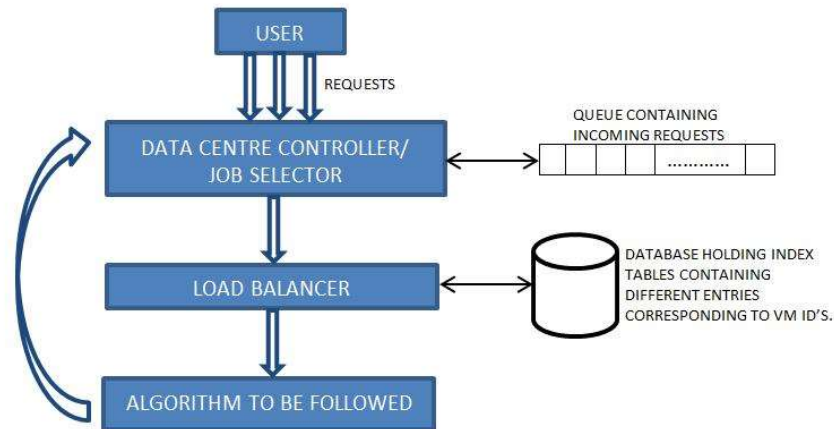 USER
REQUESTS
DATA CENTRE CONTROLLER/
JOB SELECTOR
QUEUE CONTAINING
INCOMING REQUESTS
............
LOAD BALANCER
DATABASE HOLDING INDEX
TABLES CONTAINING
DIFFERENT ENTRIES
CORRESPONDING TO VM ID'S.
ALGORITHM TO BE FOLLOWED